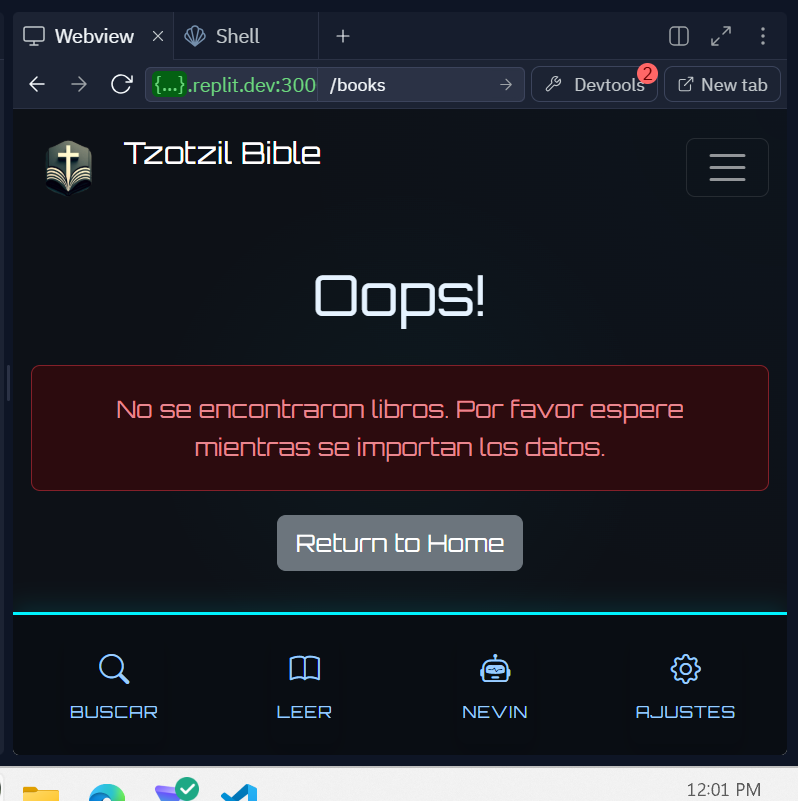 Webview
Shell
{...}.replit.dev:300 /books
Devtools 2
New tab
Tzotzil Bible
Oops!
No se encontraron libros. Por favor espere
mientras se importan los datos.
Return to Home
BUSCAR
LEER
NEVIN
AJUSTES
12:01 PM